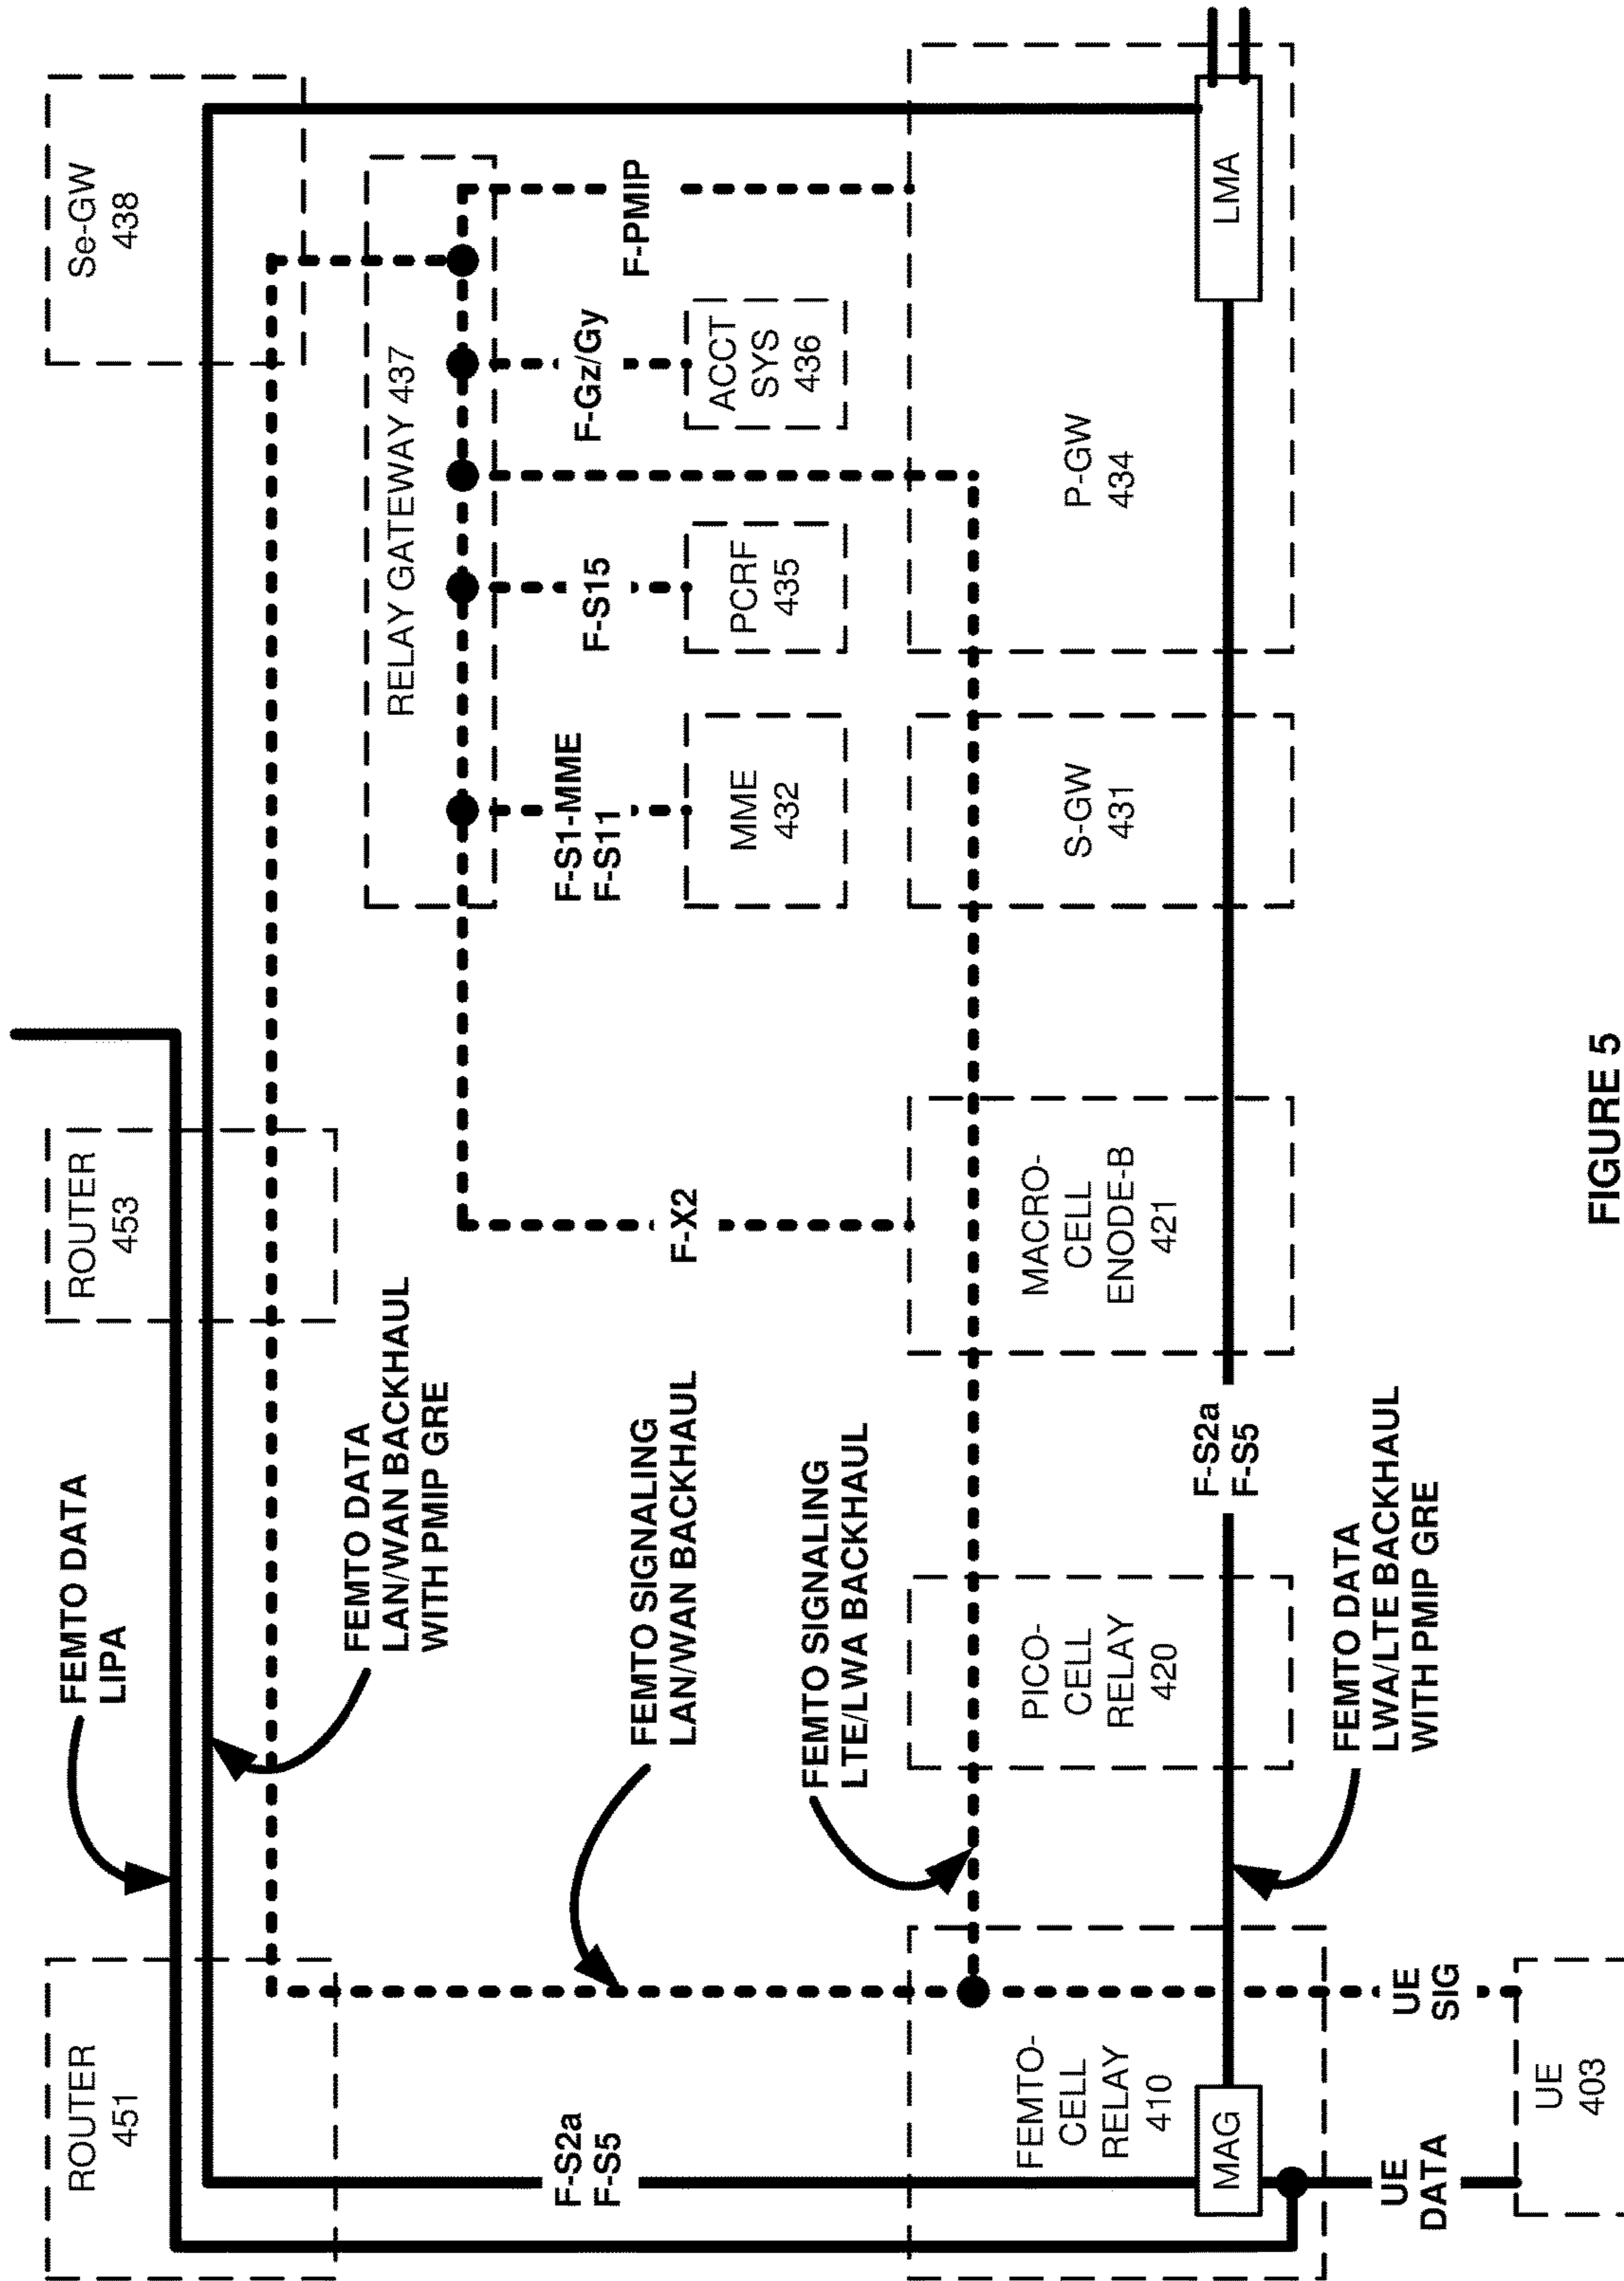 FEMTO DATA
LIPA
ROUTER
451
ROUTER
453
Se-GW
438
FEMTO DATA
LAN/WAN BACKHAUL
WITH PMIP GRE
RELAY GATEWAY 437
F-S2a
F-S5
FEMTO SIGNALING
LAN/WAN BACKHAUL
F-X2
F-S1-MME
F-S11
F-S15
F-Gz/Gy
F-PMIP
MME
432
PCRF
435
ACCT
SYS
436
FEMTO SIGNALING
LTE/LWA BACKHAUL
FEMTO-
CELL
RELAY
410
PICO-
CELL
RELAY
420
MACRO-
CELL
ENODE-B
421
S-GW
431
P-GW
434
MAG
F-S2a
F-S5
LMA
UE
DATA
UE
SIG
FEMTO DATA
LWA/LTE BACKHAUL
WITH PMIP GRE
UE
403
FIGURE 5